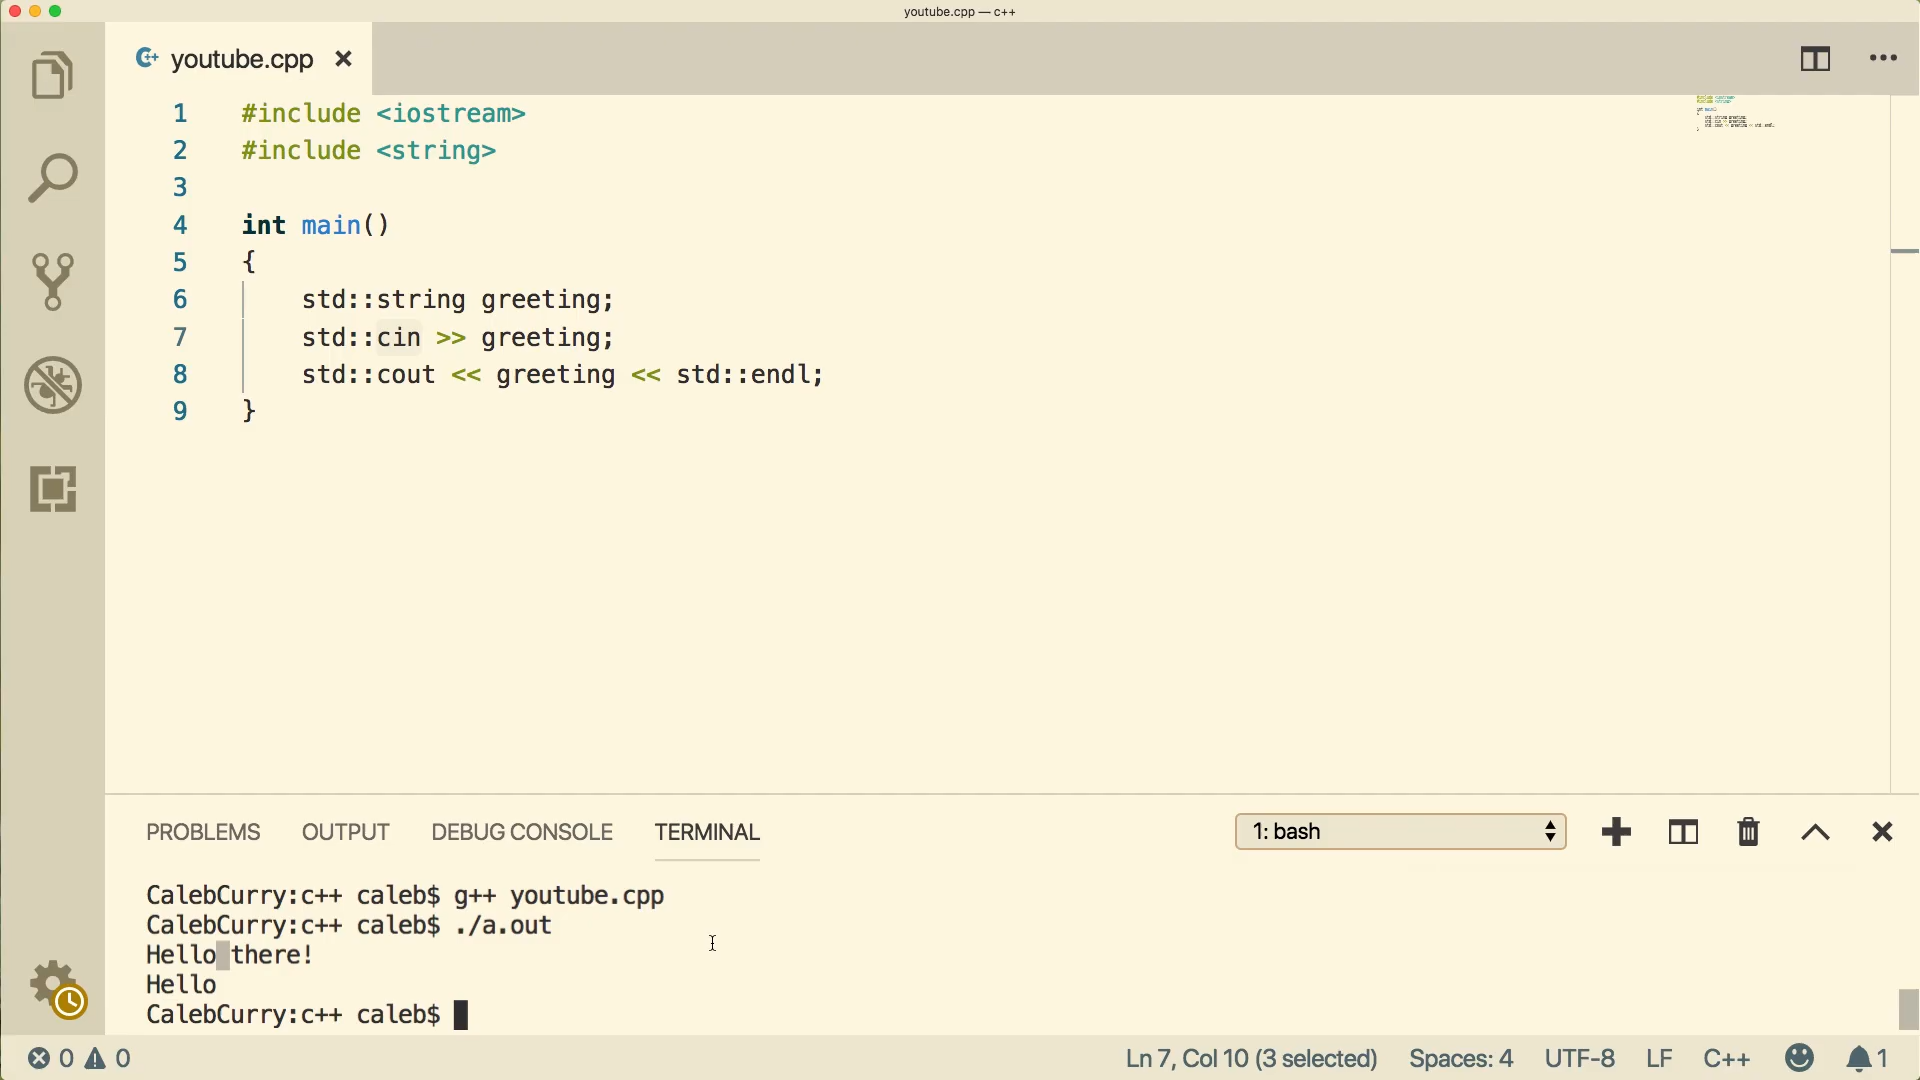 youtube.cpp — c++
youtube.cpp
1 #include <iostream>
2 #include <string>
3
4 int main()
5 {
6     std::string greeting;
7     std::cin >> greeting;
8     std::cout << greeting << std::endl;
9 }
PROBLEMS OUTPUT DEBUG CONSOLE TERMINAL 1: bash
CalebCurry:c++ caleb$ g++ youtube.cpp
CalebCurry:c++ caleb$ ./a.out
Hello there!
Hello
CalebCurry:c++ caleb$
0 0 Ln 7, Col 10 (3 selected) Spaces: 4 UTF-8 LF C++ 1